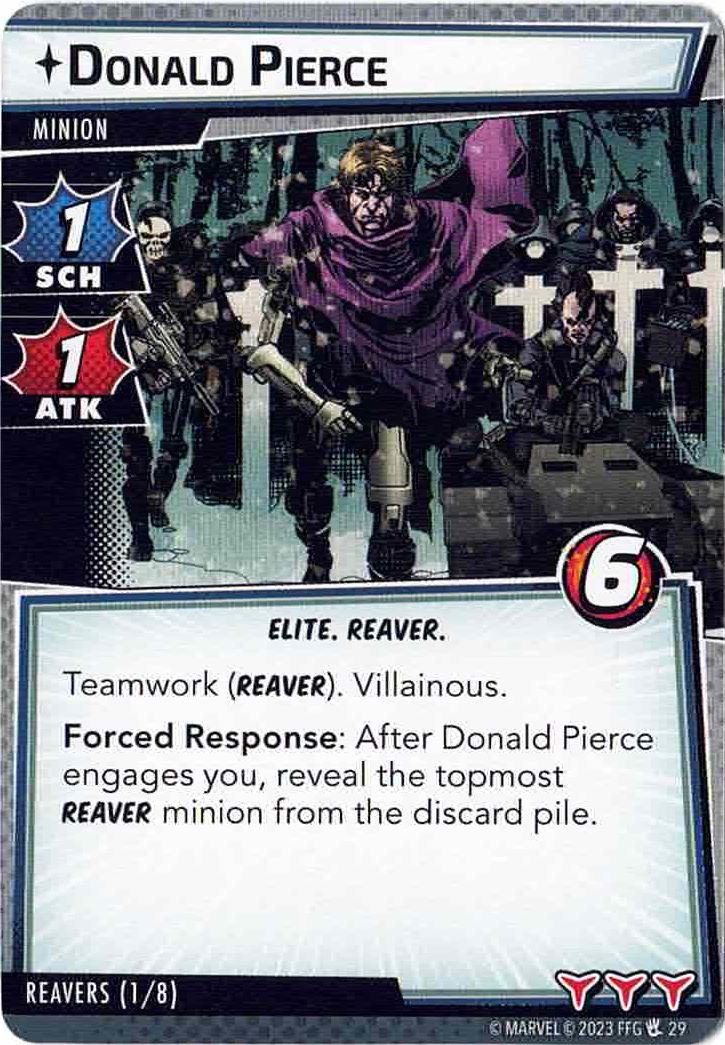 DONALD PIERCE
MINION
1
SCH
1
ATK
6
ELITE. REAVER.
Teamwork (REAVER). Villainous.
Forced Response: After Donald Pierce
engages you, reveal the topmost
REAVER minion from the discard pile.
REAVERS (1/8)
© MARVEL © 2023 FFG 29